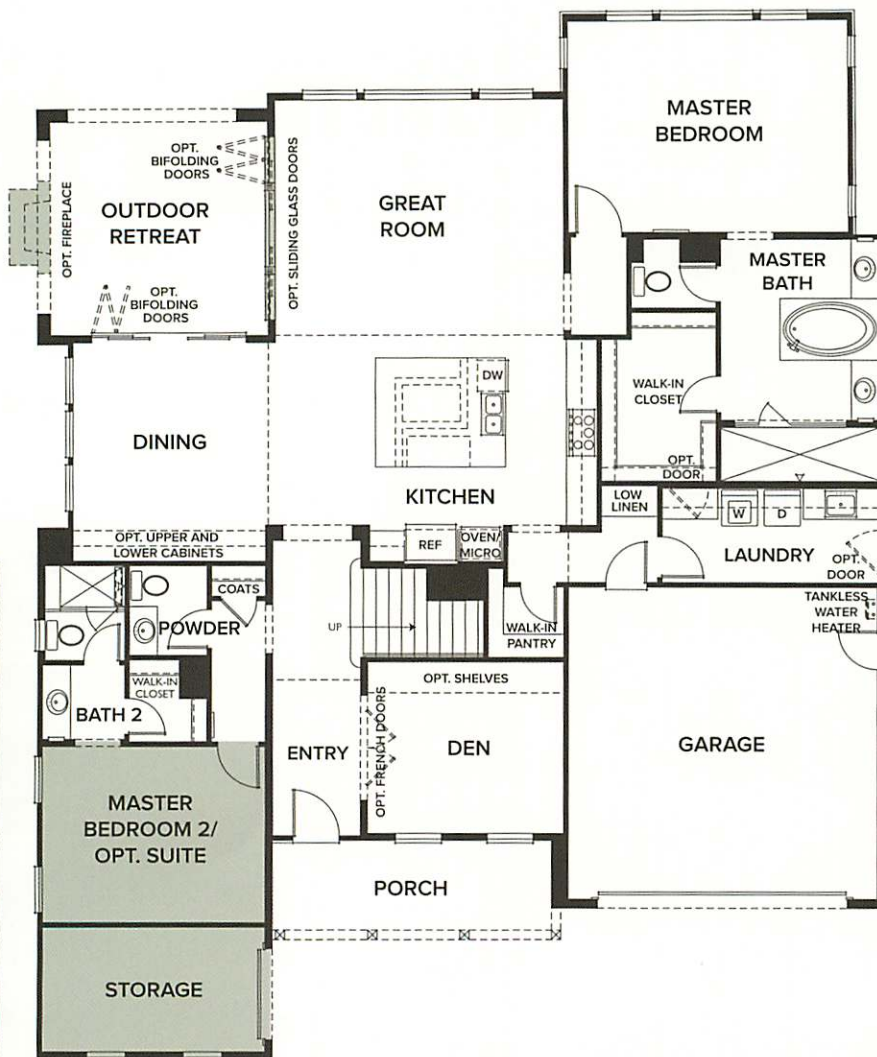 MASTER
BEDROOM
OPT.
BIFOLDING
DOORS
OPT. SLIDING GLASS DOORS
GREAT
ROOM
OUTDOOR
RETREAT
OPT. FIREPLACE
OPT.
BIFOLDING
DOORS
MASTER
BATH
WALK-IN
CLOSET
OPT.
DOOR
DW
DINING
KITCHEN
OPT. UPPER AND
LOWER CABINETS
REF
OVEN/
MICRO
LOW
LINEN
W
D
LAUNDRY
OPT.
DOOR
TANKLESS
WATER
HEATER
COATS
POWDER
UP
WALK-IN
PANTRY
WALK-IN
CLOSET
BATH 2
OPT. SHELVES
OPT. FRENCH DOORS
ENTRY
DEN
GARAGE
MASTER
BEDROOM 2/
OPT. SUITE
PORCH
STORAGE